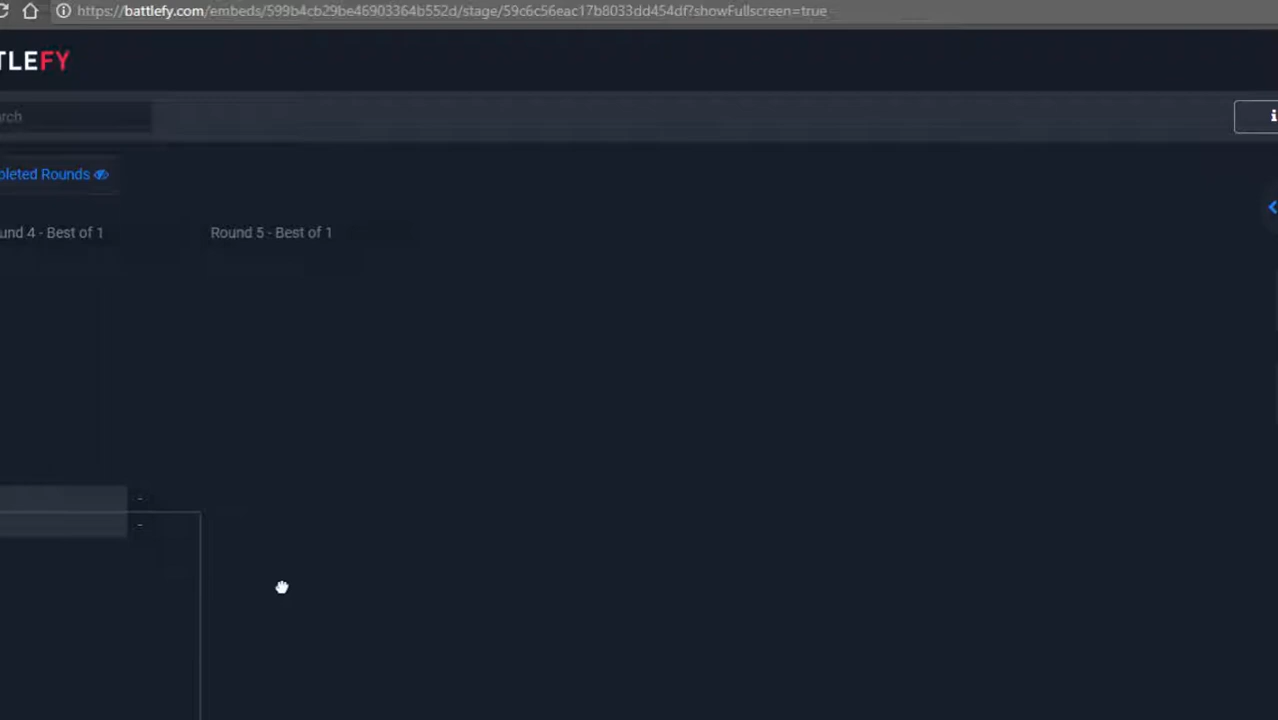 https://battlefy.com/embeds/599b4cb29be46903364b552d/stage/59c6c56eac17b8033dd454df?showFullscreen=true
TLEFY
rch
i
pleted Rounds
und 4 - Best of 1
Round 5 - Best of 1
-
-